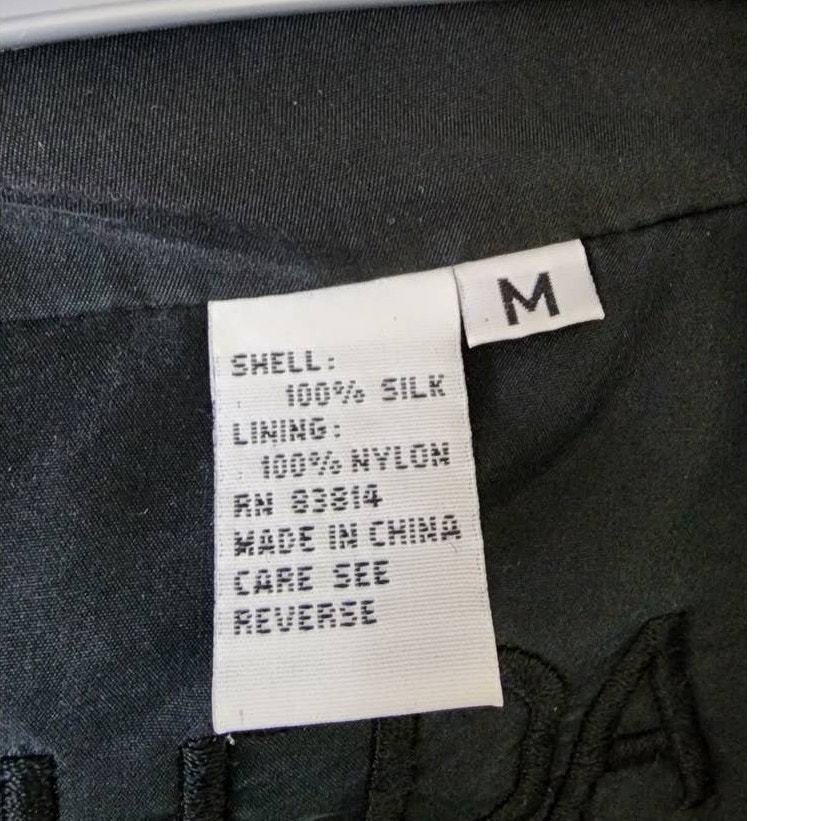 M
SHELL:
100% SILK
LINING:
100% NYLON
RN 83814
MADE IN CHINA
CARE SEE
REVERSE